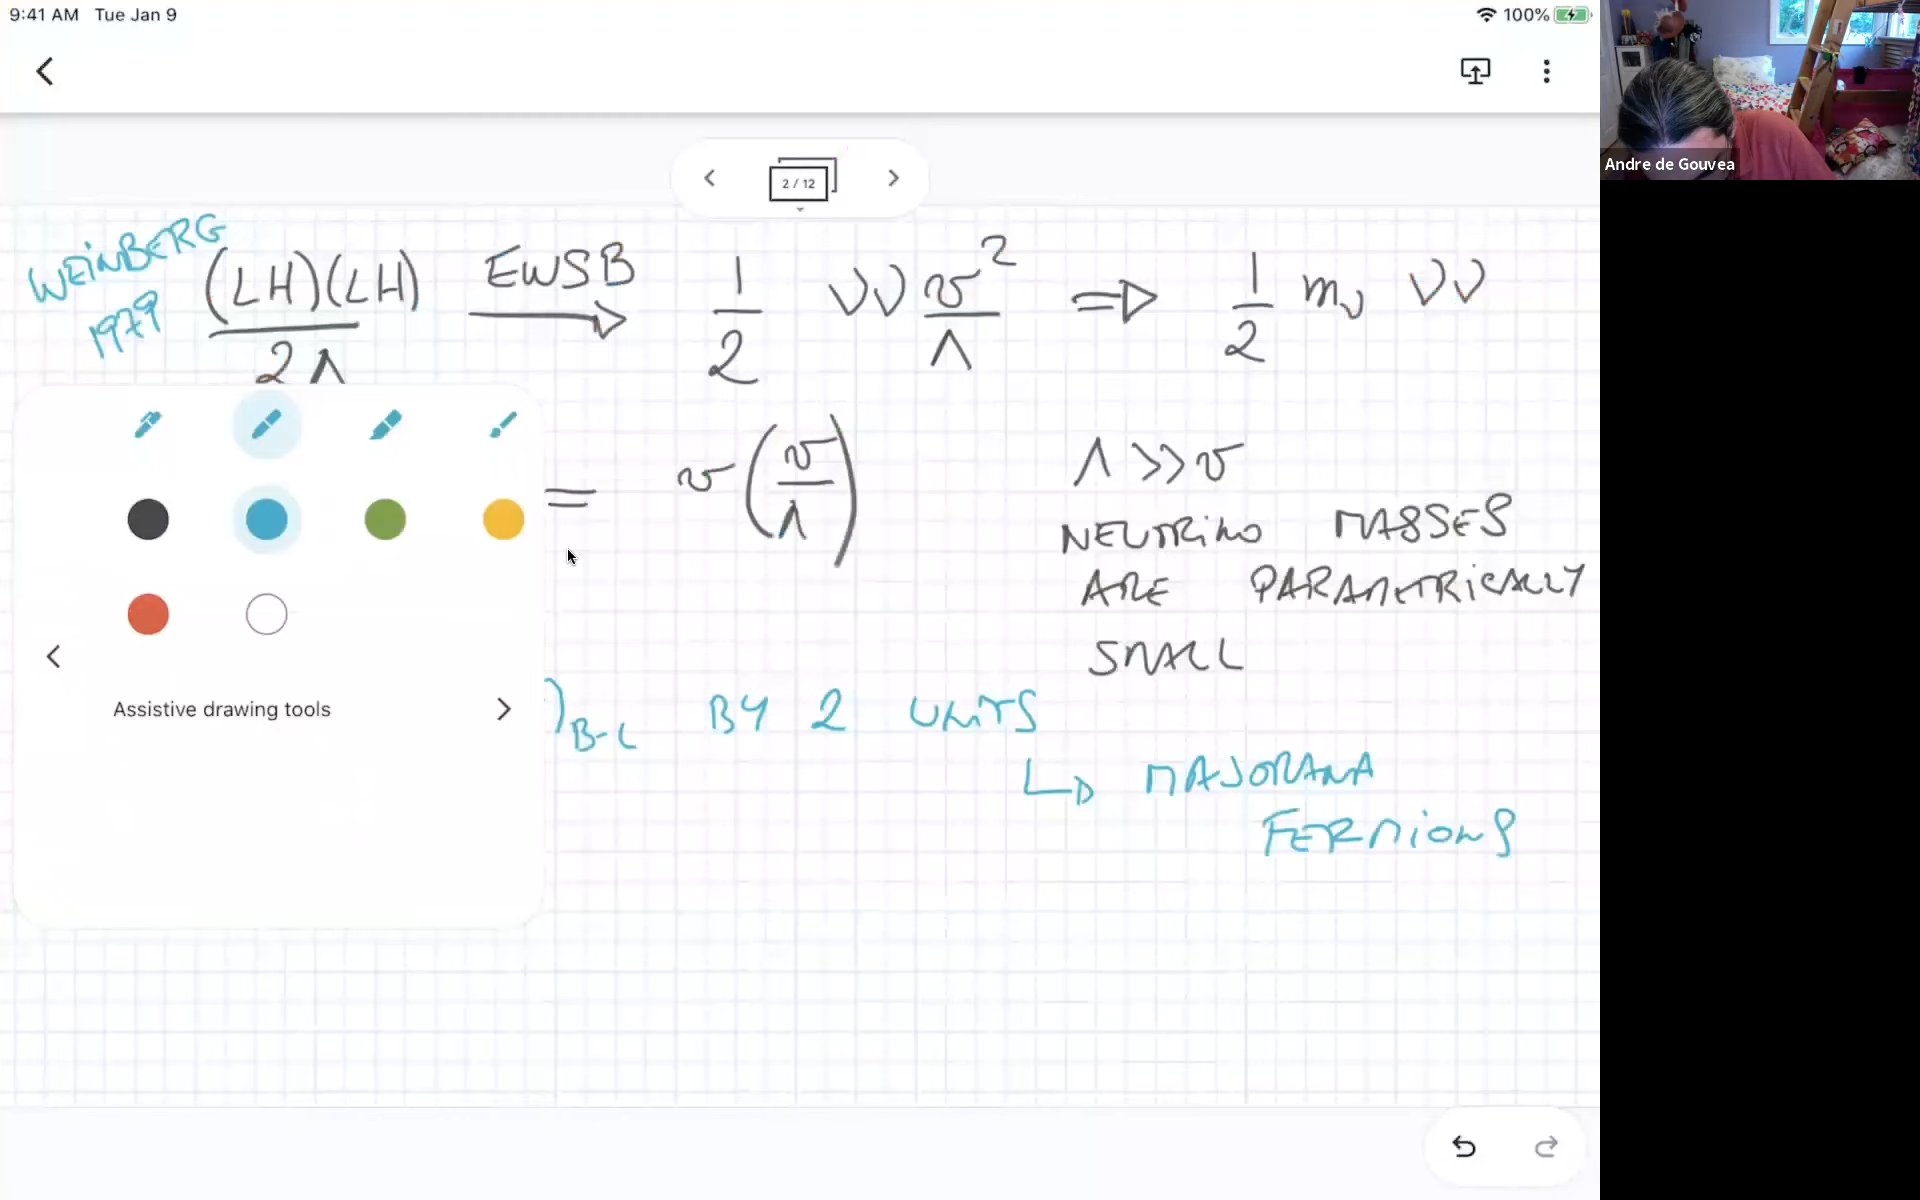 9:41 AM Tue Jan 9
100%
Andre de Gouvea
2 / 12
WEINBERG
1979
(LH)(LH) / 2Λ EWSB → 1/2 νν v²/Λ ⇒ 1/2 mν νν
= v(v/Λ)
Λ >> v
NEUTRINO MASSES
ARE PARAMETRICALLY
SMALL
Assistive drawing tools
)B-L BY 2 UNITS
↳ MAJORANA
FERMIONS